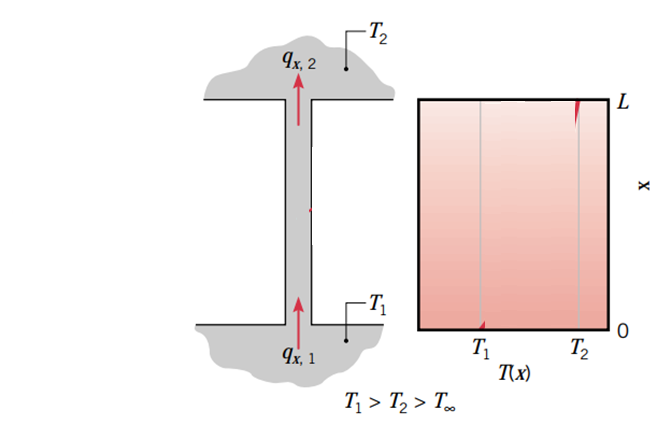 T₂
qₓ, ₂
L
x
T₁
0
qₓ, ₁
T₁ T₂
T(x)
T₁ > T₂ > T∞